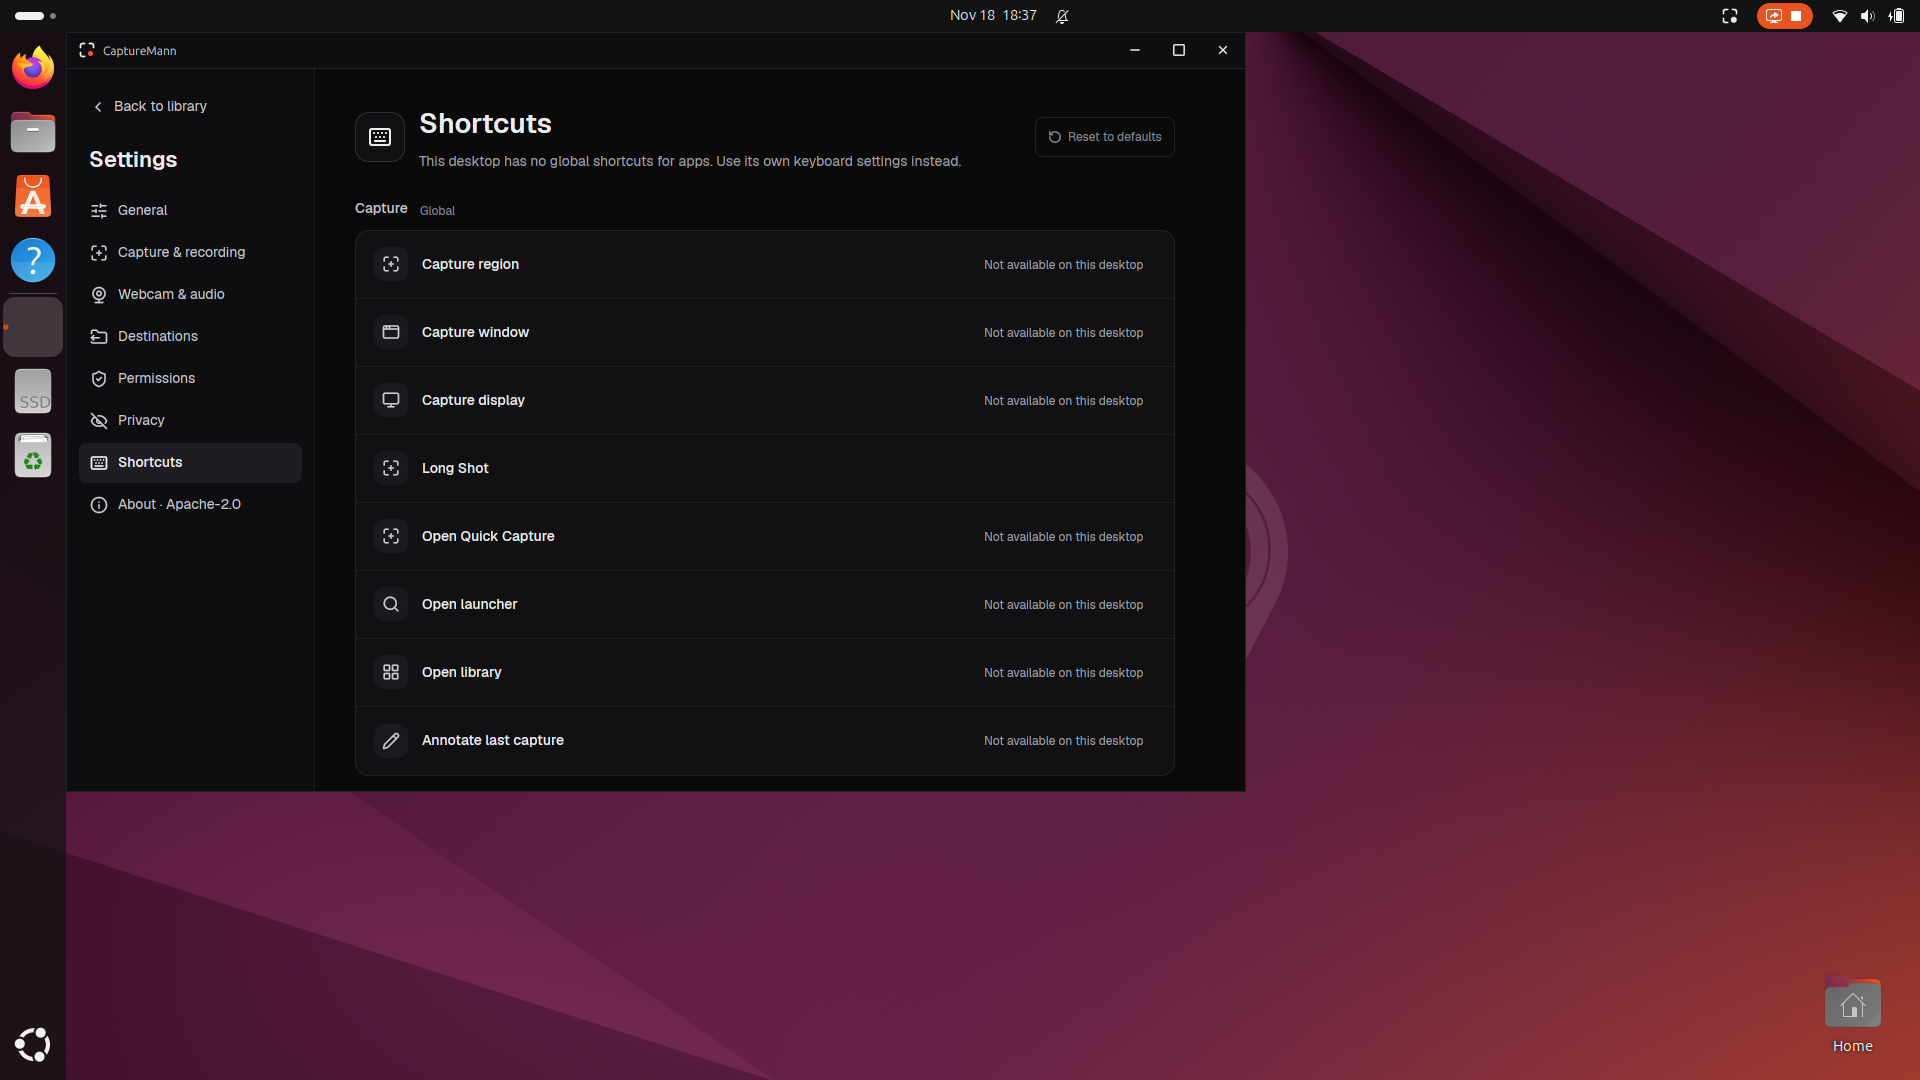 Nov 18 18:37
CaptureMann
Back to library
Settings
General
Capture & recording
Webcam & audio
Destinations
Permissions
Privacy
Shortcuts
About · Apache-2.0
Shortcuts
This desktop has no global shortcuts for apps. Use its own keyboard settings instead.
Reset to defaults
Capture Global
Capture region Not available on this desktop
Capture window Not available on this desktop
Capture display Not available on this desktop
Long Shot
Open Quick Capture Not available on this desktop
Open launcher Not available on this desktop
Open library Not available on this desktop
Annotate last capture Not available on this desktop
SSD
Home